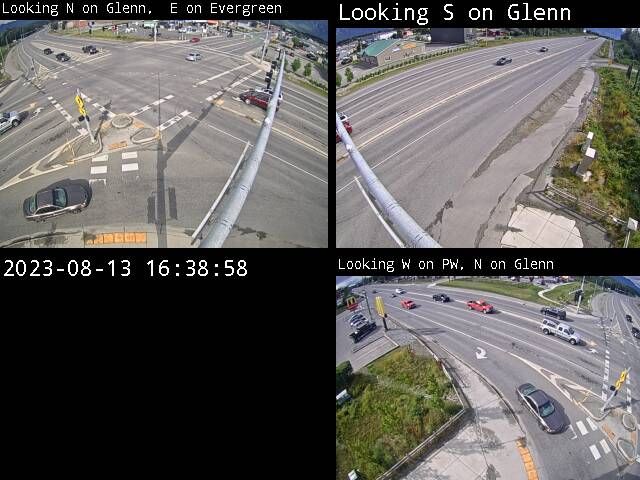 Looking N on Glenn, E on Evergreen
Looking S on Glenn
2023-08-13 16:38:58
Looking W on PW, N on Glenn